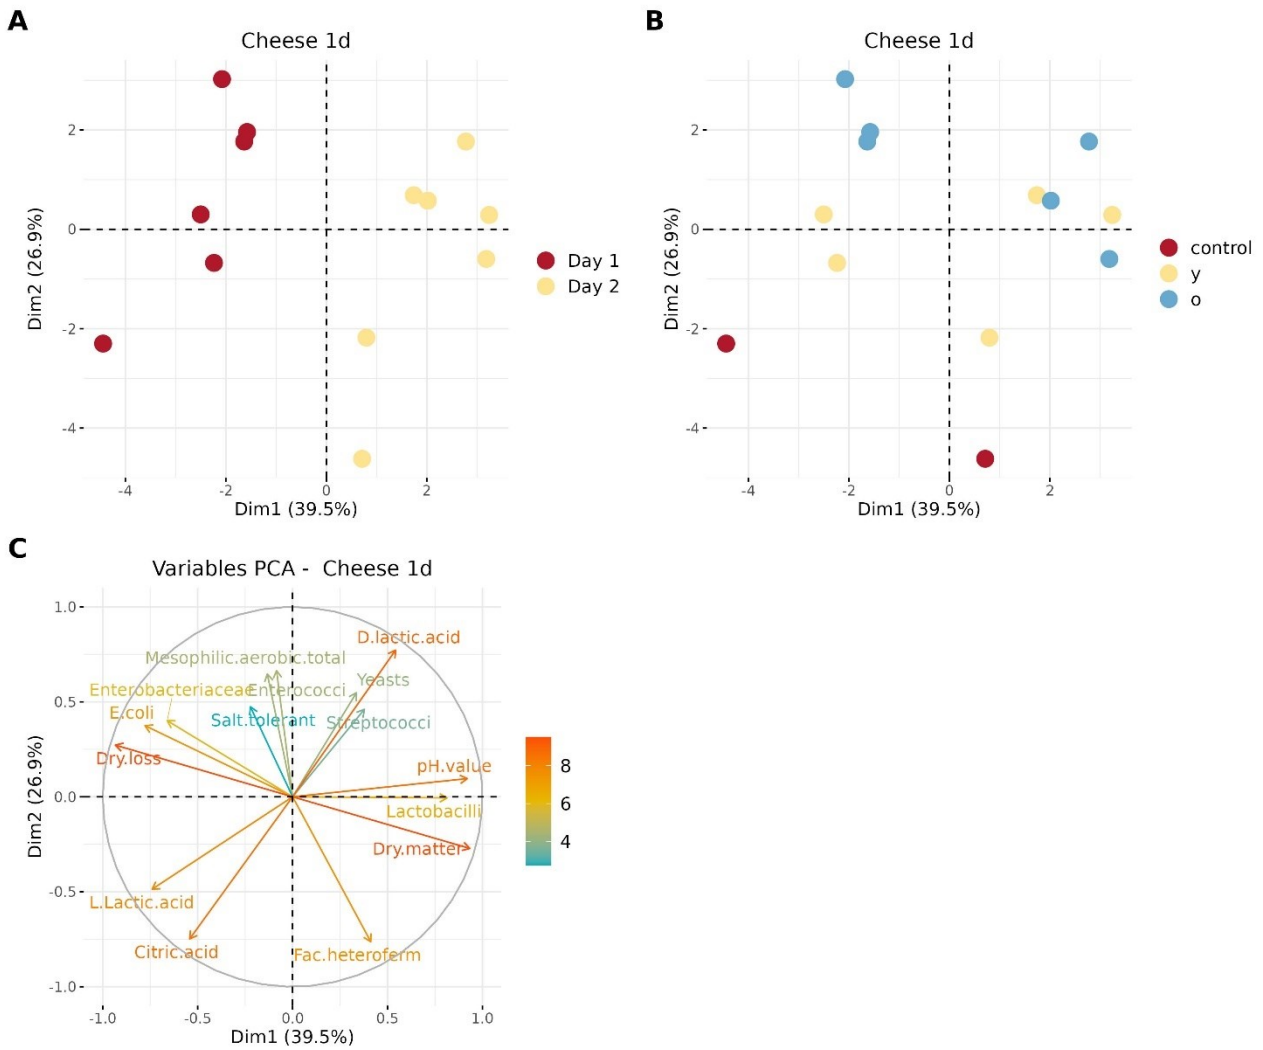 A
Cheese 1d
2
0
-2
-4
Dim2 (26.9%)
-4
-2
0
2
Dim1 (39.5%)
Day 1
Day 2
B
Cheese 1d
2
0
-2
-4
Dim2 (26.9%)
-4
-2
0
2
Dim1 (39.5%)
control
y
o
C
Variables PCA - Cheese 1d
1.0
0.5
0.0
-0.5
-1.0
Dim2 (26.9%)
D.lactic.acid
Mesophilic.aerobic.total
Yeasts
Enterobacteriaceae
Enterococci
E.coli
Salt.tolerant
Streptococci
Dry.loss
pH.value
Lactobacilli
Dry.matter
L.Lactic.acid
Citric.acid
Fac.heteroferm
-1.0
-0.5
0.0
0.5
1.0
Dim1 (39.5%)
8
6
4